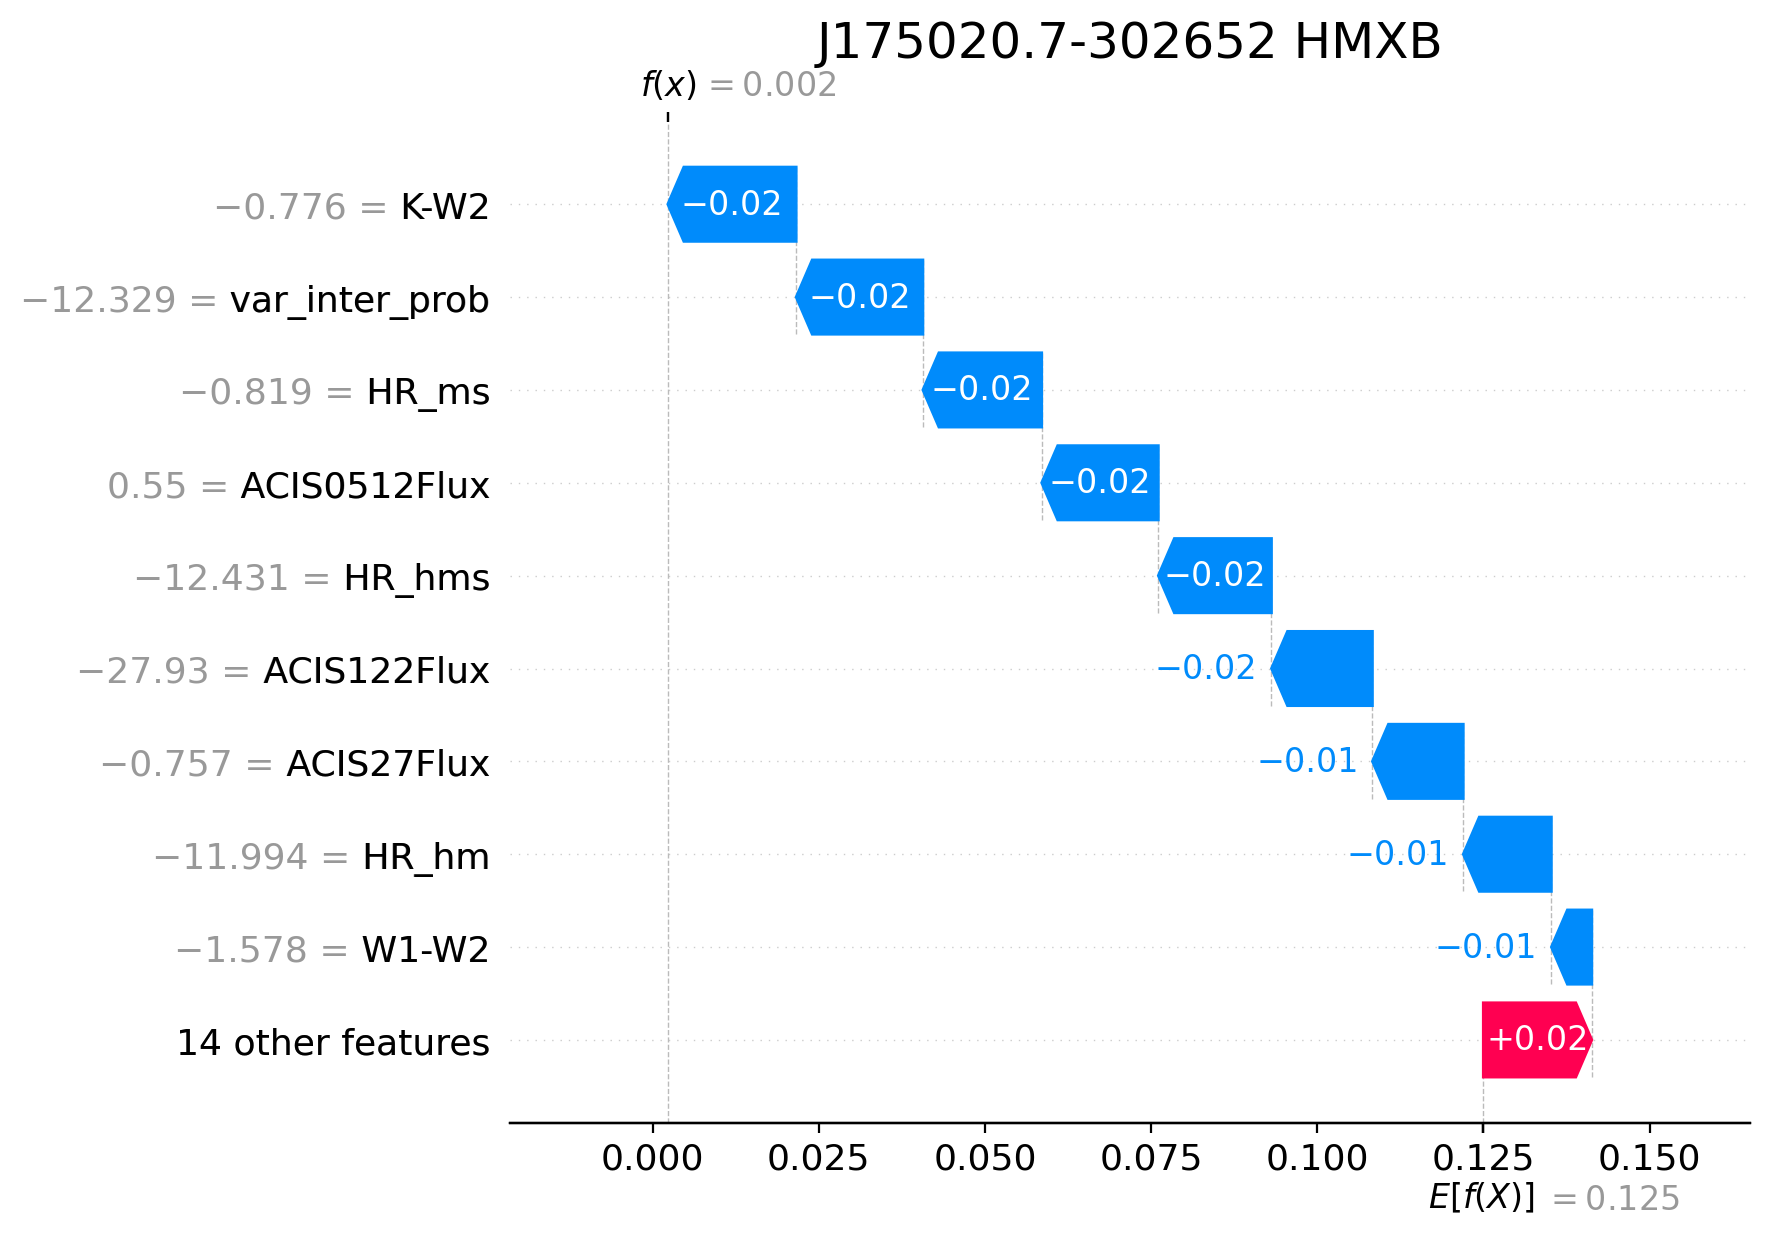 J175020.7-302652 HMXB
f(x) = 0.002
−0.776 = K-W2
−0.02
−12.329 = var_inter_prob
−0.02
−0.819 = HR_ms
−0.02
0.55 = ACIS0512Flux
−0.02
−12.431 = HR_hms
−0.02
−27.93 = ACIS122Flux
−0.02
−0.757 = ACIS27Flux
−0.01
−11.994 = HR_hm
−0.01
−1.578 = W1-W2
−0.01
14 other features
+0.02
0.000 0.025 0.050 0.075 0.100 0.125 0.150
E[f(X)] = 0.125